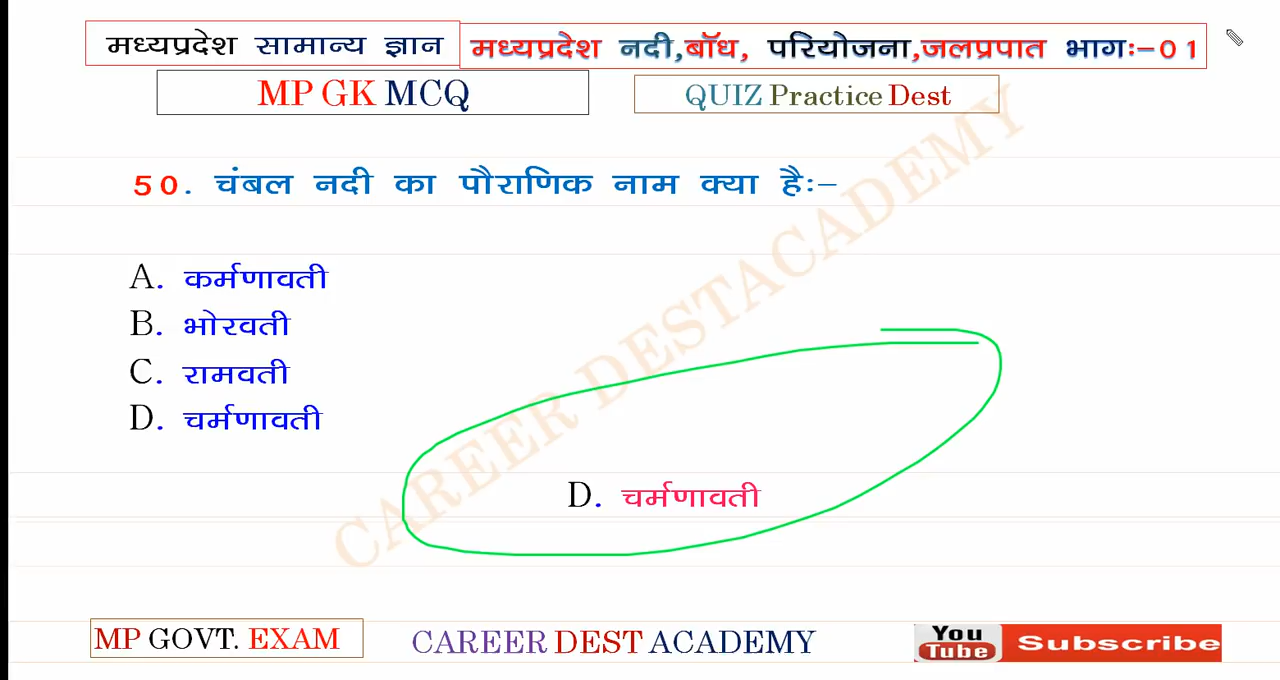 मध्यप्रदेश सामान्य ज्ञान
मध्यप्रदेश नदी,बॉध, परियोजना,जलप्रपात भागः-01
MP GK MCQ
QUIZ Practice Dest
50. चंबल नदी का पौराणिक नाम क्या हैः-
A. कर्मणावती
B. भोरवती
C. रामवती
D. चर्मणावती
D. चर्मणावती
CAREER DESTACADEMY
MP GOVT. EXAM
CAREER DEST ACADEMY
You Tube Subscribe